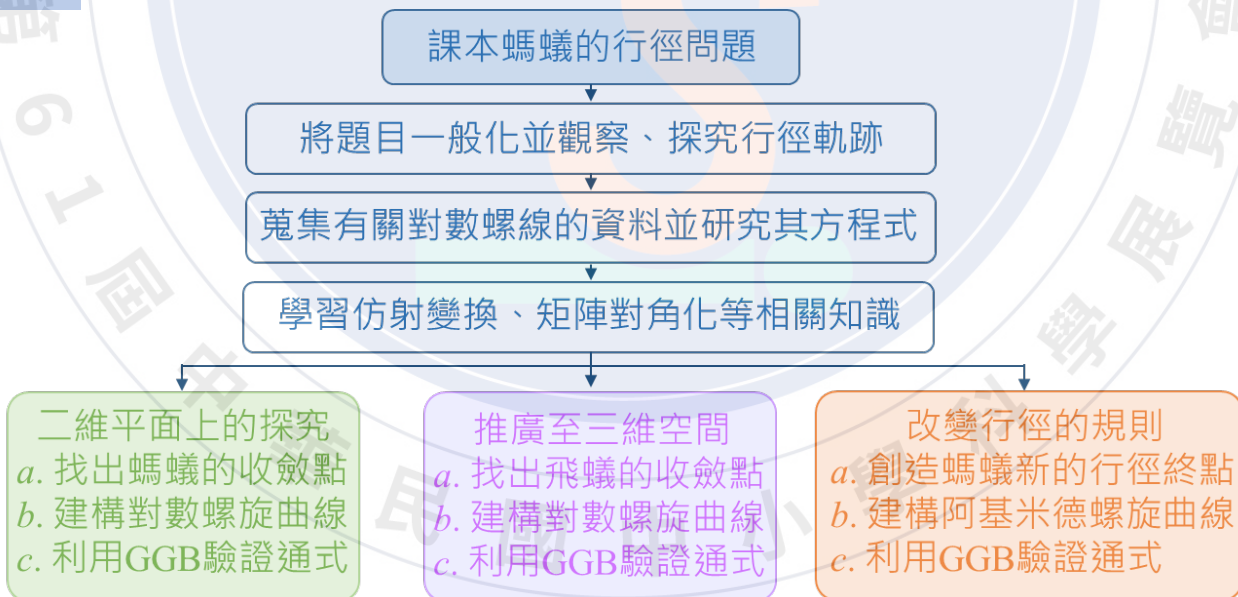 課本螞蟻的行徑問題
將題目一般化並觀察、探究行徑軌跡
蒐集有關對數螺線的資料並研究其方程式
學習仿射變換、矩陣對角化等相關知識
二維平面上的探究
a. 找出螞蟻的收斂點
b. 建構對數螺旋曲線
c. 利用GGB驗證通式
推廣至三維空間
a. 找出飛蟻的收斂點
b. 建構對數螺旋曲線
c. 利用GGB驗證通式
改變行徑的規則
a. 創造螞蟻新的行徑終點
b. 建構阿基米德螺旋曲線
c. 利用GGB驗證通式